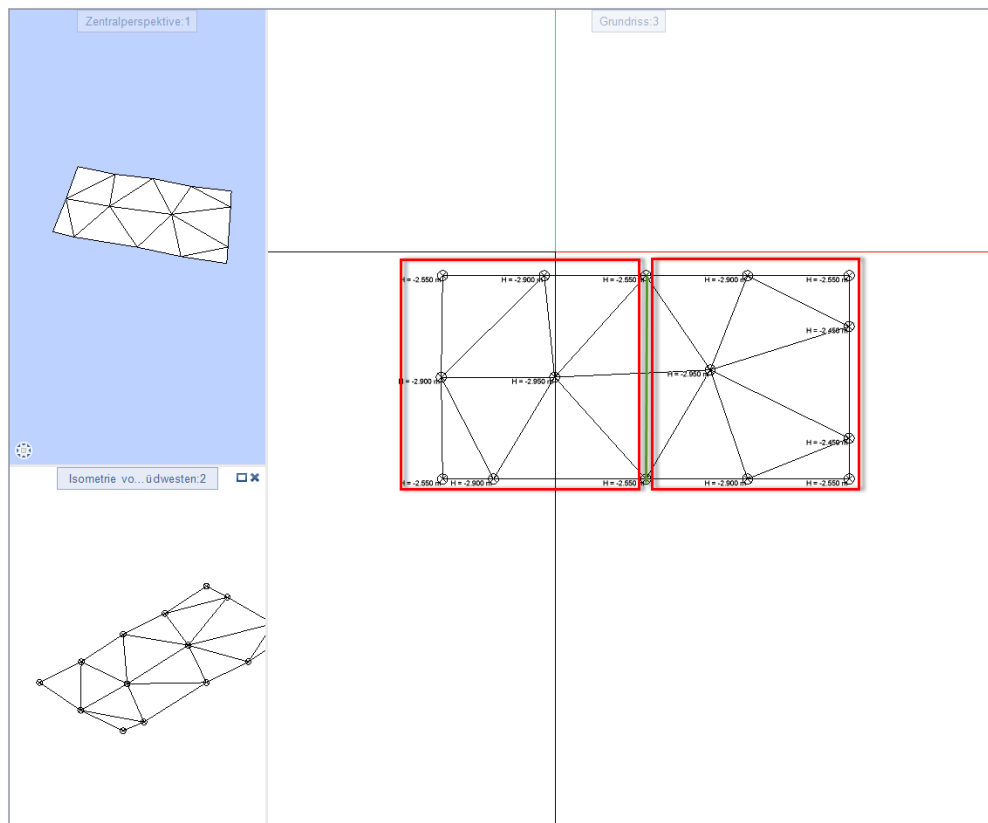 Zentralperspektive:1
Grundriss:3
H = -2.550 m H = -2.900 m H = -2.550 m H = -2.900 m H = -2.550 m
H = -2.450 m
H = -2.900 m H = -2.950 m H = -2.950 m
H = -2.450 m
Isometrie vo...üdwesten:2
H = -2.550 m H = -2.900 m H = -2.550 m H = -2.900 m H = -2.550 m